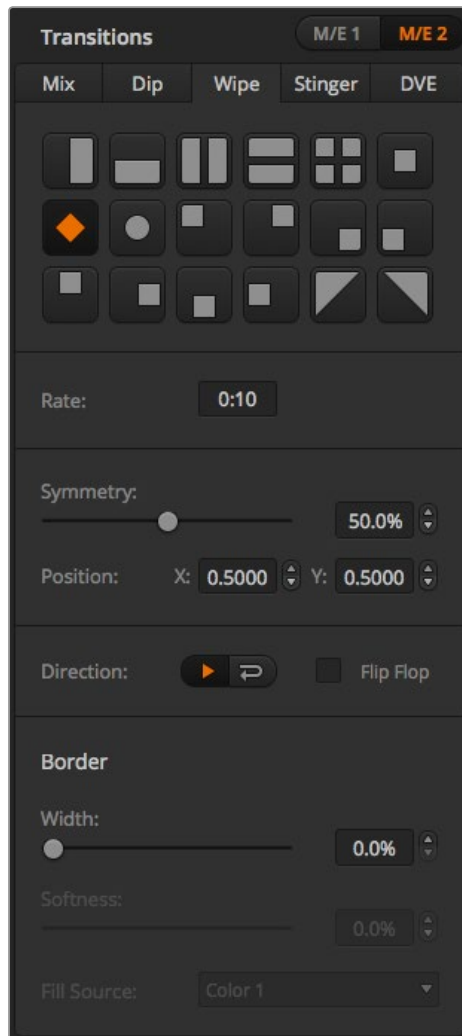 Transitions M/E 1 M/E 2
Mix Dip Wipe Stinger DVE
Rate: 0:10
Symmetry:
50.0%
Position: X: 0.5000 Y: 0.5000
Direction: Flip Flop
Border
Width:
0.0%
Softness:
0.0%
Fill Source: Color 1